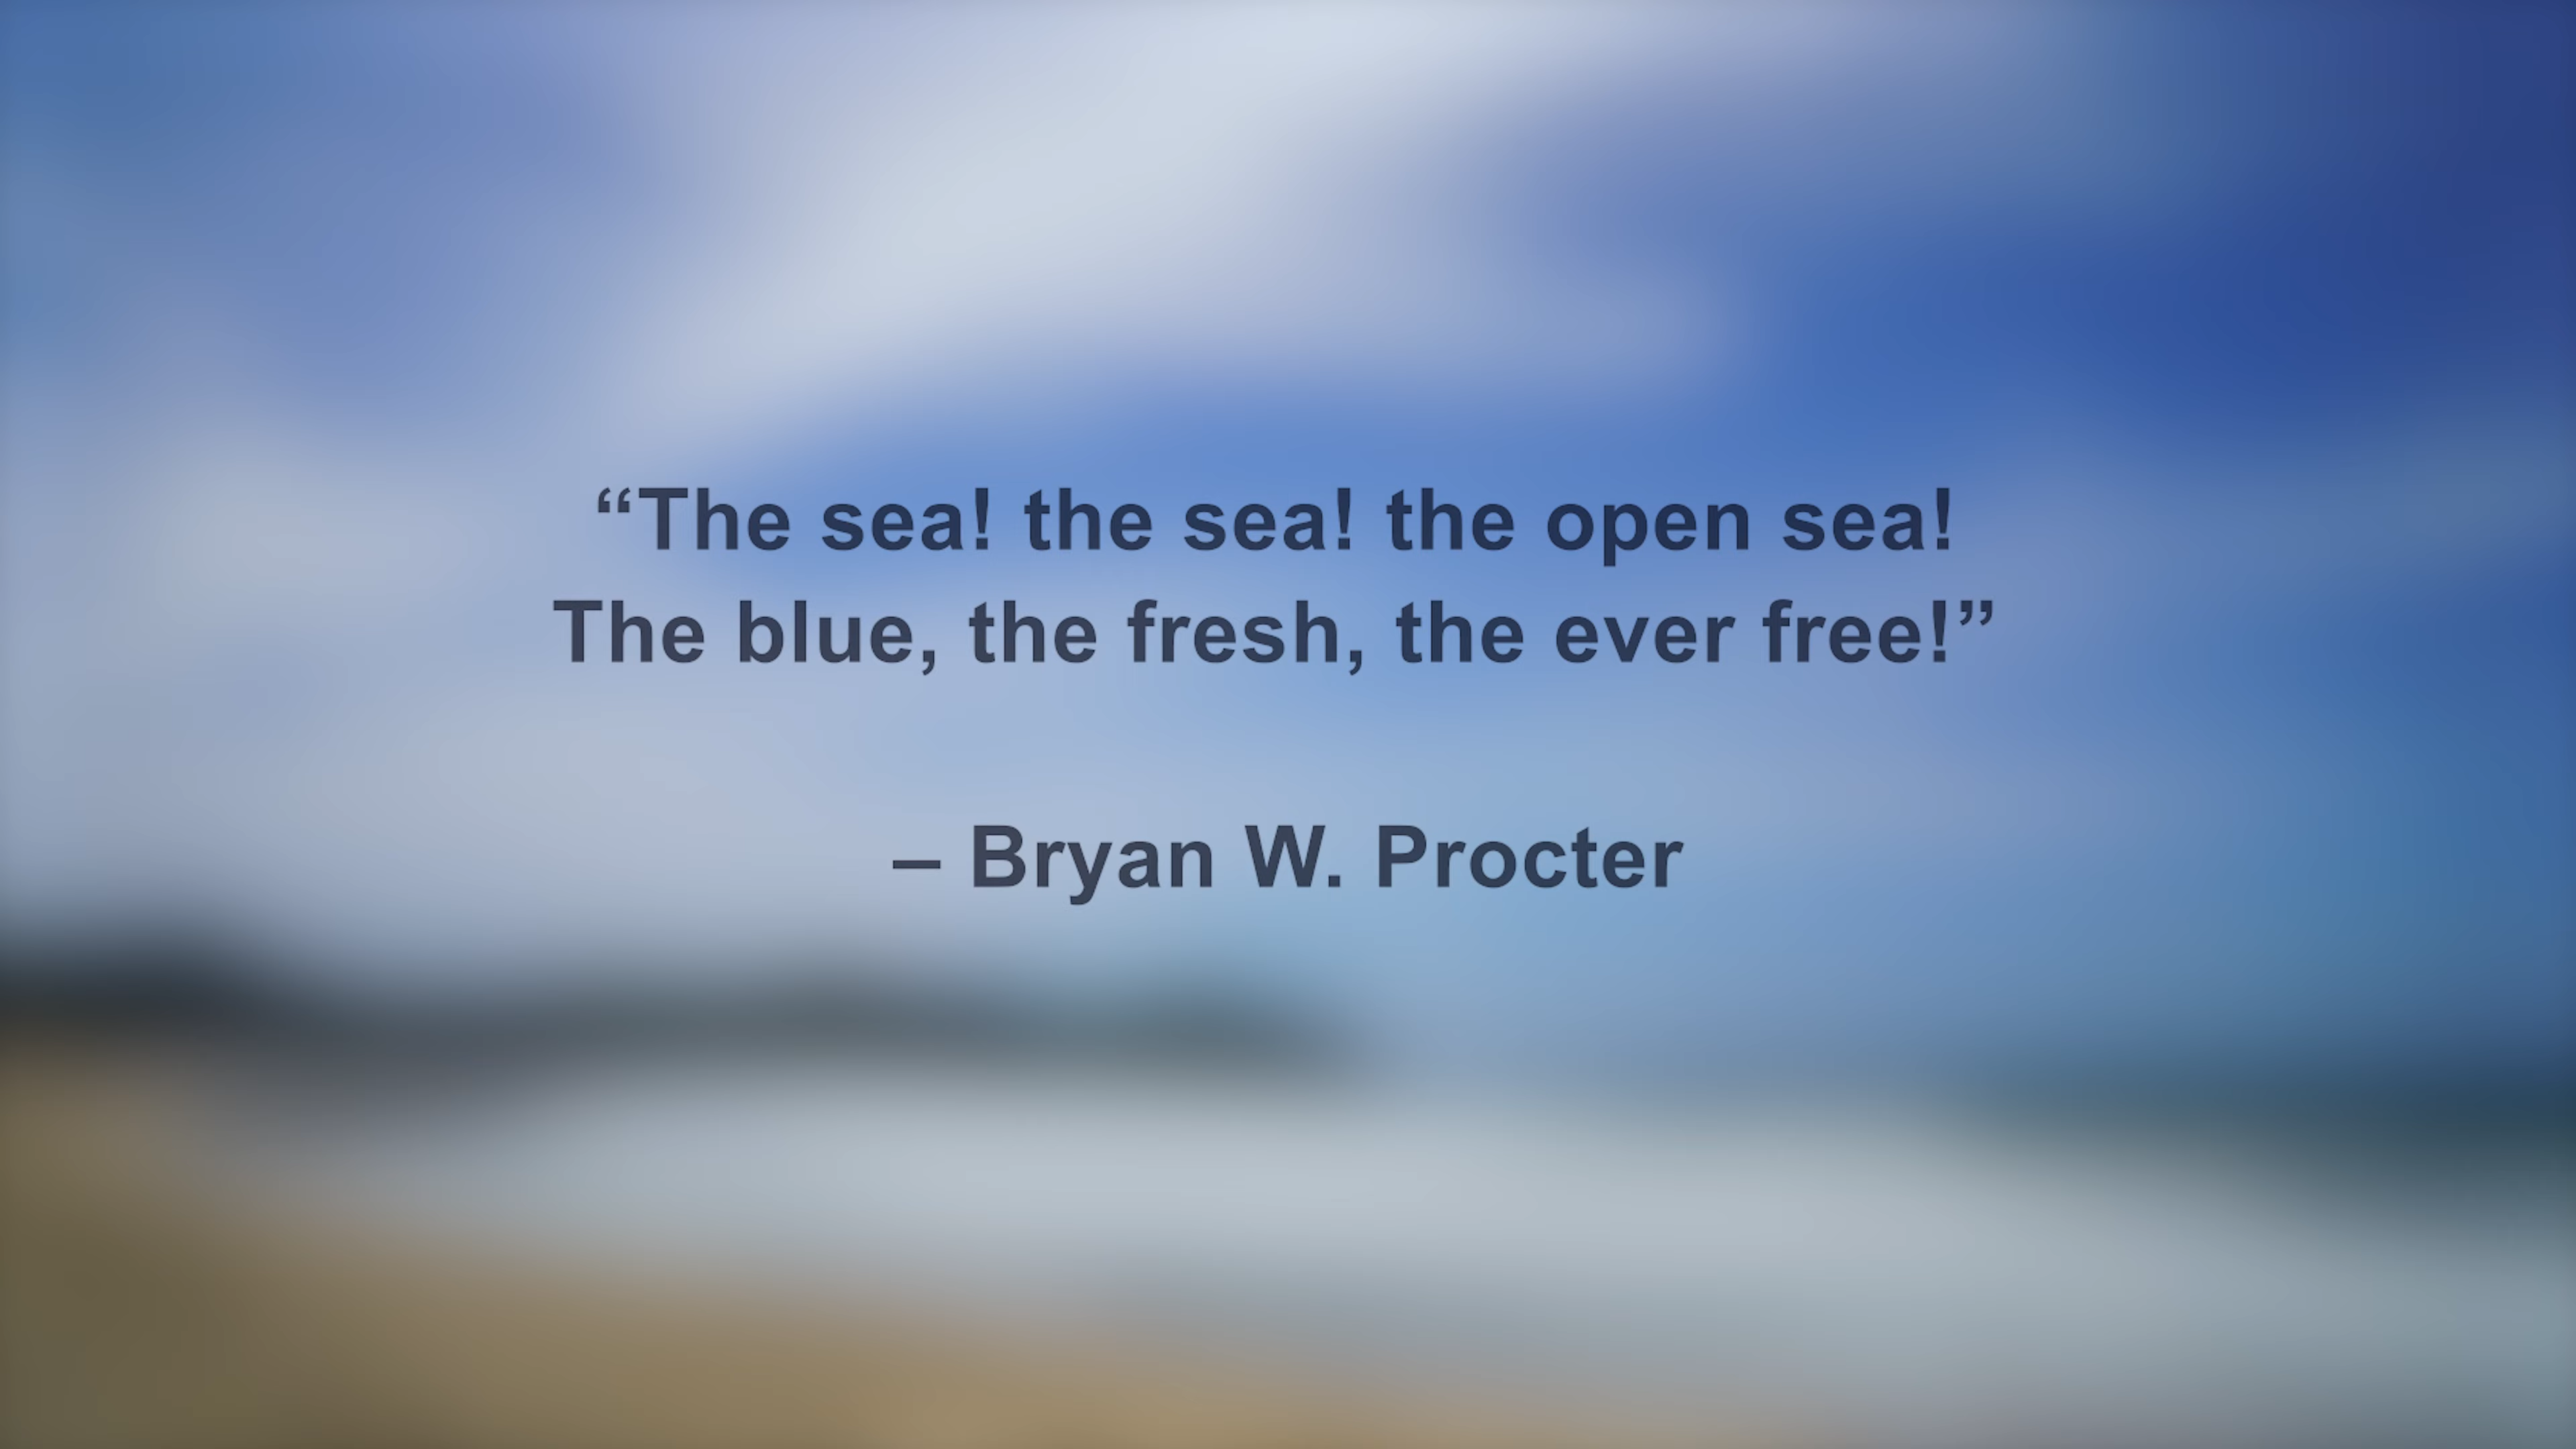 “The sea! the sea! the open sea!
The blue, the fresh, the ever free!”
– Bryan W. Procter